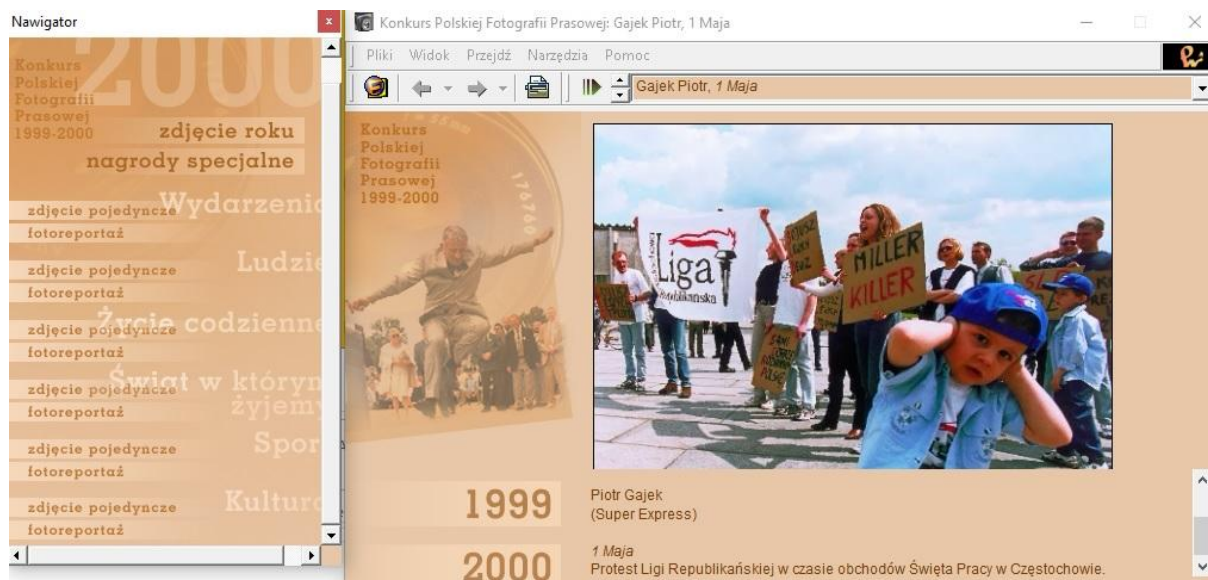 Nawigator
2000
Konkurs
Polskiej
Fotografii
Prasowej
1999-2000
zdjęcie roku
nagrody specjalne
Wydarzenia
zdjęcie pojedyncze
fotoreportaż
Ludzie
zdjęcie pojedyncze
fotoreportaż
Życie codzienne
zdjęcie pojedyncze
fotoreportaż
Świat w którym
żyjemy
zdjęcie pojedyncze
fotoreportaż
Sport
zdjęcie pojedyncze
fotoreportaż
Kultura
zdjęcie pojedyncze
fotoreportaż
Konkurs Polskiej Fotografii Prasowej: Gajek Piotr, 1 Maja
Pliki Widok Przejdź Narzędzia Pomoc
Gajek Piotr, 1 Maja
Konkurs
Polskiej
Fotografii
Prasowej
1999-2000
176760
Liga
Republikańska
MILLER
KILLER
1999
2000
Piotr Gajek
(Super Express)
1 Maja
Protest Ligi Republikańskiej w czasie obchodów Święta Pracy w Częstochowie.